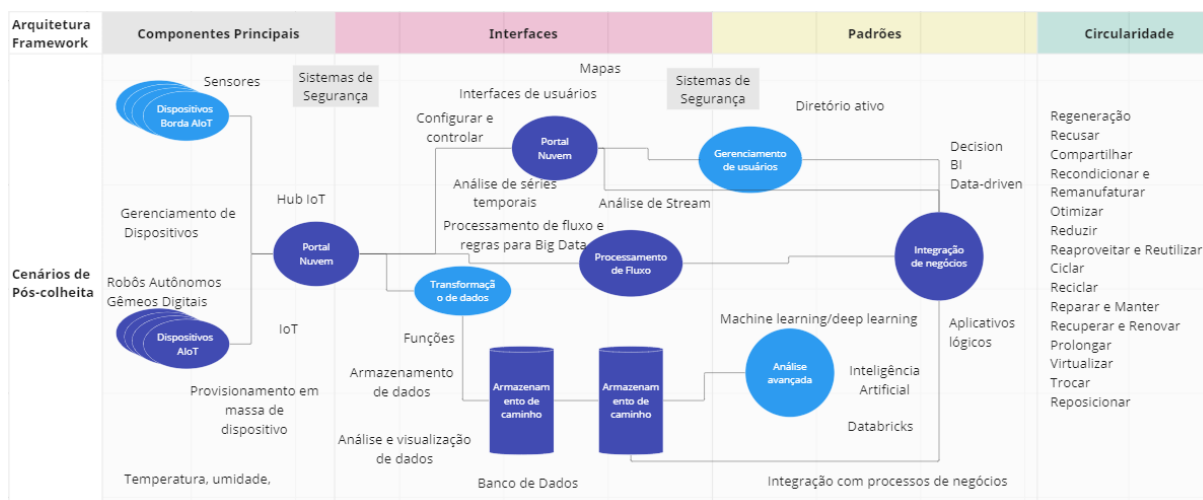 Arquitetura
Framework
Componentes Principais
Interfaces
Padrões
Circularidade
Cenários de
Pós-colheita
Sensores
Dispositivos
Borda AIoT
Sistemas de
Segurança
Gerenciamento de
Dispositivos
Hub IoT
Portal
Nuvem
Robôs Autônomos
Gêmeos Digitais
Dispositivos
AIoT
IoT
Provisionamento em
massa de
dispositivo
Temperatura, umidade,
Mapas
Interfaces de usuários
Configurar e
controlar
Portal
Nuvem
Análise de séries
temporais
Análise de Stream
Processamento de fluxo e
regras para Big Data
Processamento
de Fluxo
Transformaçã
o de dados
Funções
Armazenamento
de dados
Armazenam
ento de
caminho
Armazenam
ento de
caminho
Análise e visualização
de dados
Banco de Dados
Sistemas de
Segurança
Diretório ativo
Gerenciamento
de usuários
Decision
BI
Data-driven
Integração
de negócios
Machine learning/deep learning
Aplicativos
lógicos
Análise
avançada
Inteligência
Artificial
Databricks
Integração com processos de negócios
Regeneração
Recusar
Compartilhar
Recondicionar e
Remanufaturar
Otimizar
Reduzir
Reaproveitar e Reutilizar
Ciclar
Reciclar
Reparar e Manter
Recuperar e Renovar
Prolongar
Virtualizar
Trocar
Reposicionar